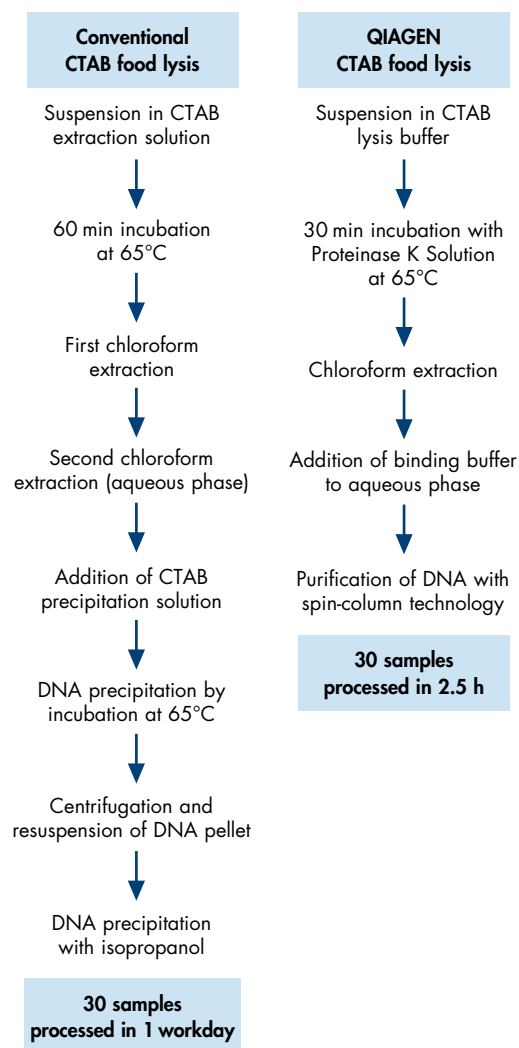 Conventional
CTAB food lysis
Suspension in CTAB
extraction solution
60 min incubation
at 65°C
First chloroform
extraction
Second chloroform
extraction (aqueous phase)
Addition of CTAB
precipitation solution
DNA precipitation by
incubation at 65°C
Centrifugation and
resuspension of DNA pellet
DNA precipitation
with isopropanol
30 samples
processed in 1 workday
QIAGEN
CTAB food lysis
Suspension in CTAB
lysis buffer
30 min incubation with
Proteinase K Solution
at 65°C
Chloroform extraction
Addition of binding buffer
to aqueous phase
Purification of DNA with
spin-column technology
30 samples
processed in 2.5 h